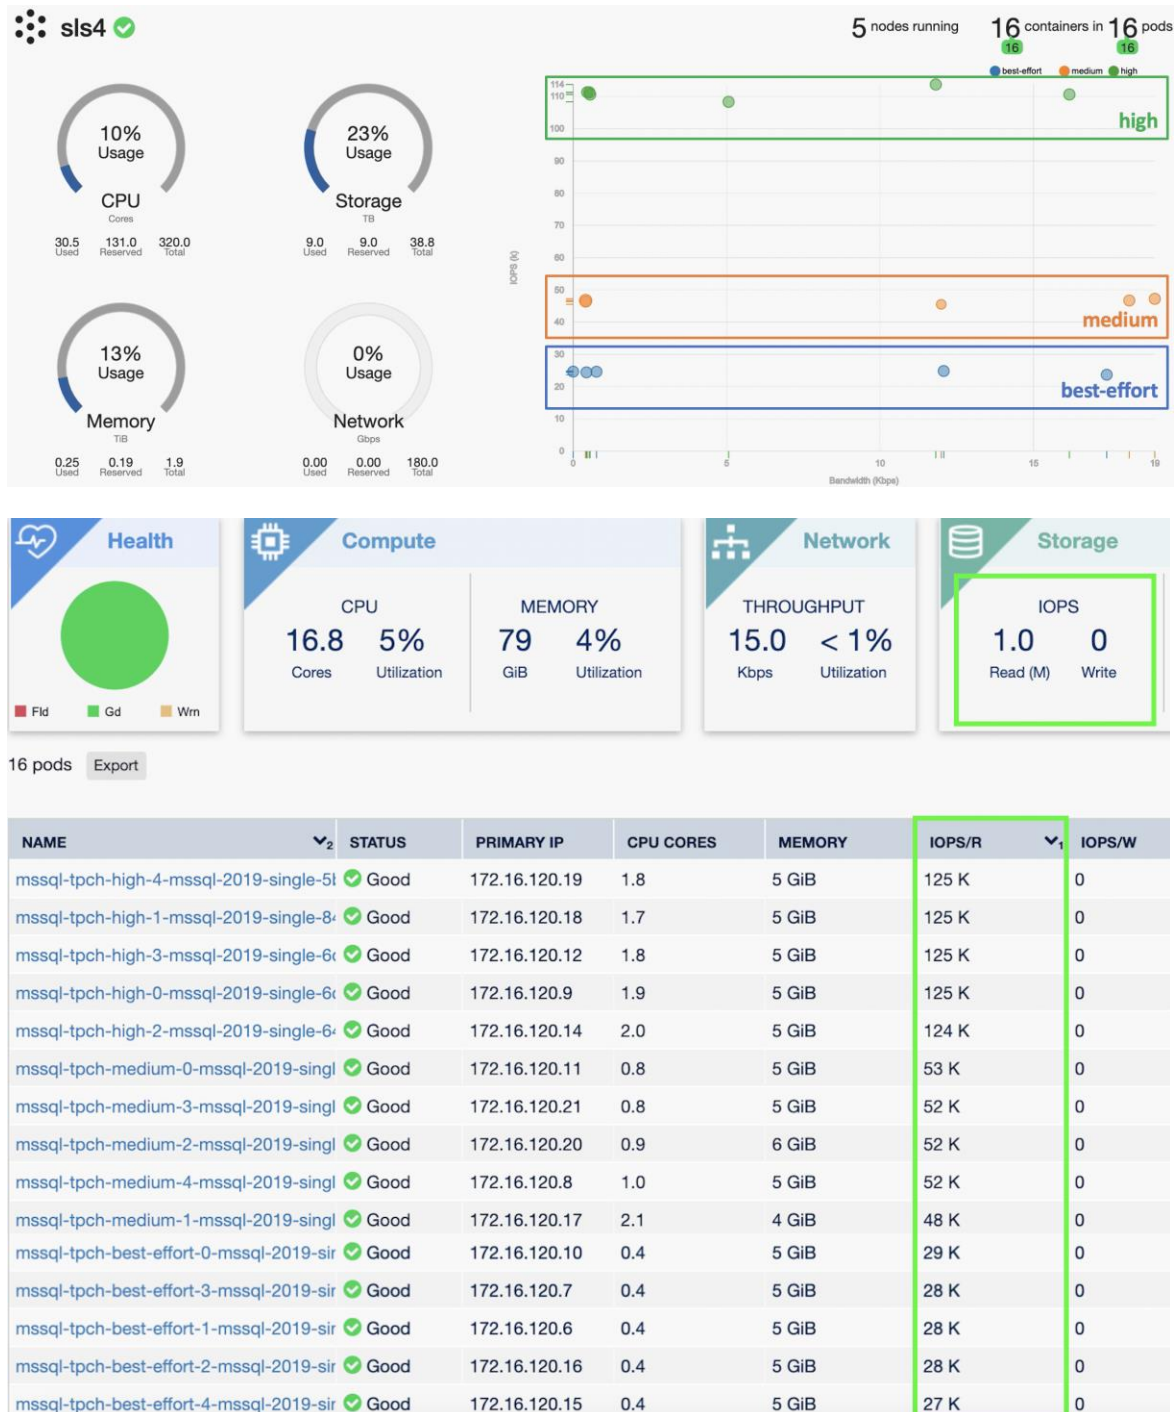 sls4
5 nodes running 16 containers in 16 pods
16 16
best-effort medium high
10%
Usage
CPU
Cores
30.5 131.0 320.0
Used Reserved Total
23%
Usage
Storage
TB
9.0 9.0 38.8
Used Reserved Total
13%
Usage
Memory
TiB
0.25 0.19 1.9
Used Reserved Total
0%
Usage
Network
Gbps
0.00 0.00 180.0
Used Reserved Total
IOPS (k)
114
110
100
90
80
70
60
50
40
30
20
10
0
high
medium
best-effort
0 5 10 15 19
Bandwidth (Kbps)
Health
Fld Gd Wrn
Compute
CPU
16.8 5%
Cores Utilization
MEMORY
79 4%
GiB Utilization
Network
THROUGHPUT
15.0 < 1%
Kbps Utilization
Storage
IOPS
1.0 0
Read (M) Write
16 pods Export
NAME 2 STATUS PRIMARY IP CPU CORES MEMORY IOPS/R 1 IOPS/W
mssql-tpch-high-4-mssql-2019-single-5 Good 172.16.120.19 1.8 5 GiB 125 K 0
mssql-tpch-high-1-mssql-2019-single-8 Good 172.16.120.18 1.7 5 GiB 125 K 0
mssql-tpch-high-3-mssql-2019-single-6 Good 172.16.120.12 1.8 5 GiB 125 K 0
mssql-tpch-high-0-mssql-2019-single-6 Good 172.16.120.9 1.9 5 GiB 125 K 0
mssql-tpch-high-2-mssql-2019-single-6 Good 172.16.120.14 2.0 5 GiB 124 K 0
mssql-tpch-medium-0-mssql-2019-singl Good 172.16.120.11 0.8 5 GiB 53 K 0
mssql-tpch-medium-3-mssql-2019-singl Good 172.16.120.21 0.8 5 GiB 52 K 0
mssql-tpch-medium-2-mssql-2019-singl Good 172.16.120.20 0.9 6 GiB 52 K 0
mssql-tpch-medium-4-mssql-2019-singl Good 172.16.120.8 1.0 5 GiB 52 K 0
mssql-tpch-medium-1-mssql-2019-singl Good 172.16.120.17 2.1 4 GiB 48 K 0
mssql-tpch-best-effort-0-mssql-2019-sir Good 172.16.120.10 0.4 5 GiB 29 K 0
mssql-tpch-best-effort-3-mssql-2019-sir Good 172.16.120.7 0.4 5 GiB 28 K 0
mssql-tpch-best-effort-1-mssql-2019-sir Good 172.16.120.6 0.4 5 GiB 28 K 0
mssql-tpch-best-effort-2-mssql-2019-sir Good 172.16.120.16 0.4 5 GiB 28 K 0
mssql-tpch-best-effort-4-mssql-2019-sir Good 172.16.120.15 0.4 5 GiB 27 K 0